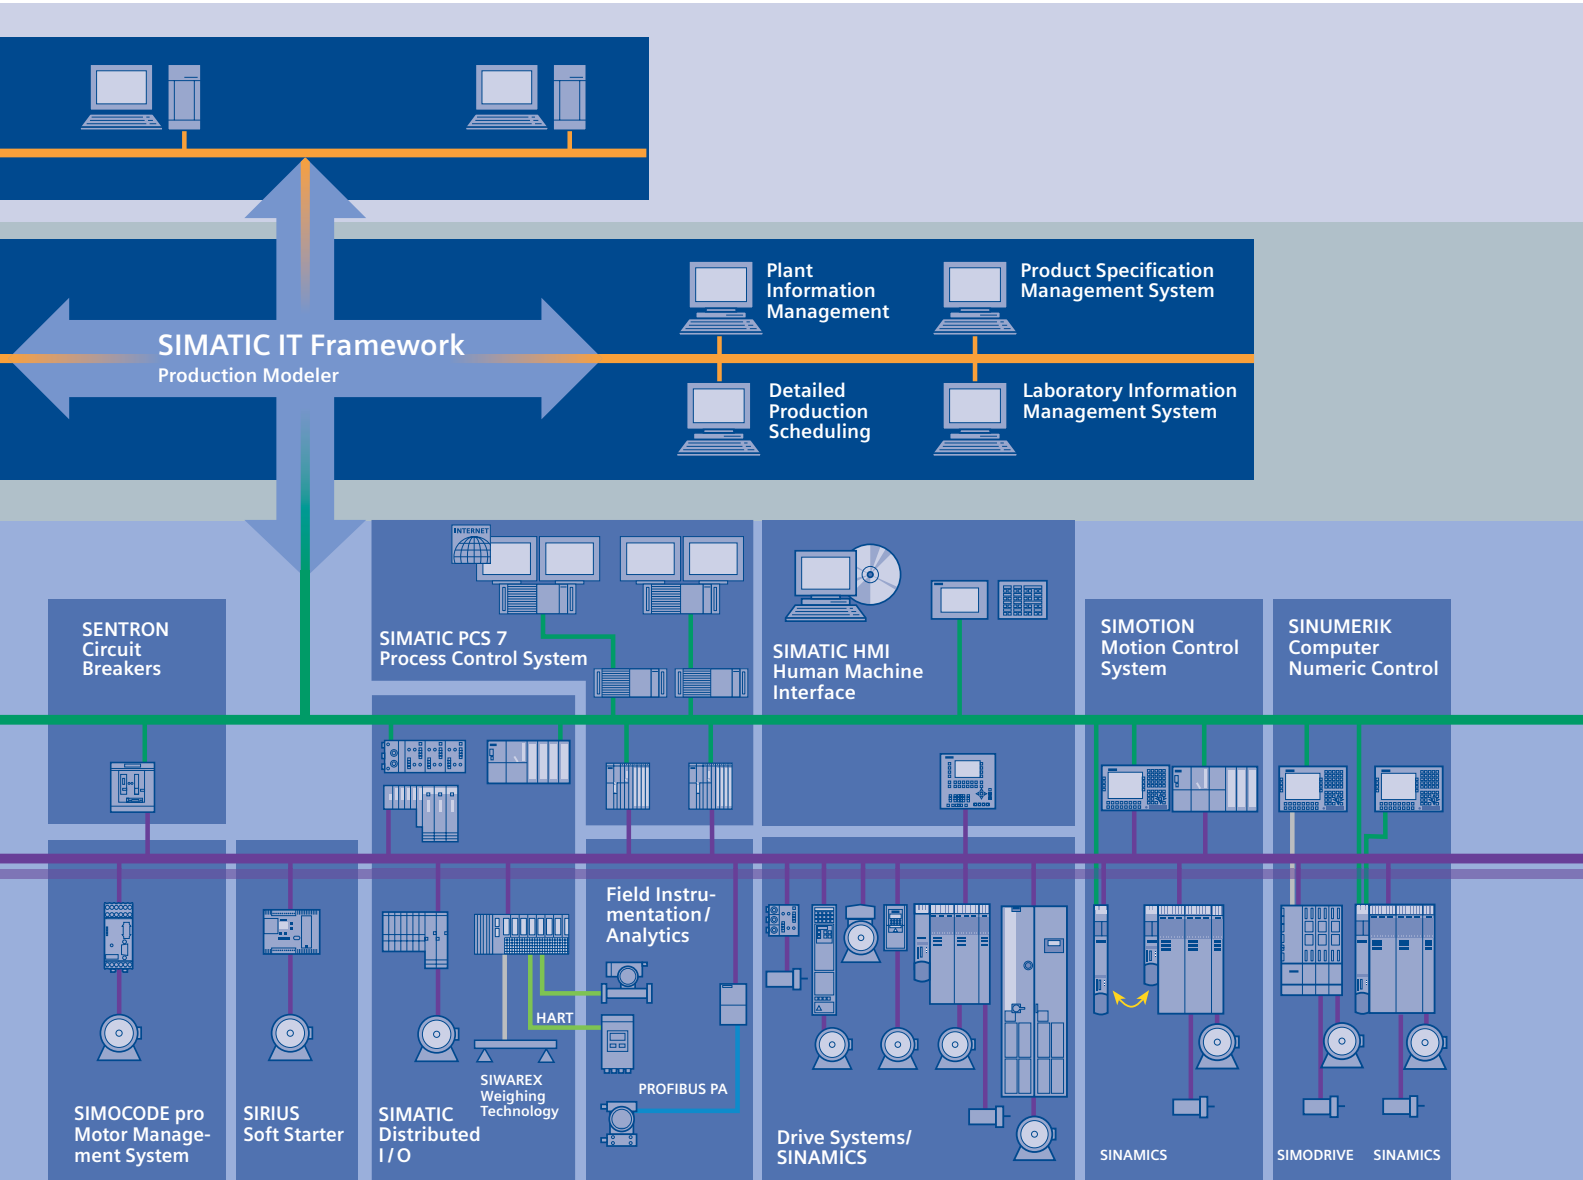 Plant
Information
Management
Product Specification
Management System
SIMATIC IT Framework
Production Modeler
Detailed
Production
Scheduling
Laboratory Information
Management System
INTERNET
SENTRON
Circuit
Breakers
SIMATIC PCS 7
Process Control System
SIMATIC HMI
Human Machine
Interface
SIMOTION
Motion Control
System
SINUMERIK
Computer
Numeric Control
Field Instru-
mentation/
Analytics
HART
SIWAREX
Weighing
Technology
PROFIBUS PA
SIMOCODE pro
Motor Manage-
ment System
SIRIUS
Soft Starter
SIMATIC
Distributed
I/O
Drive Systems/
SINAMICS
SINAMICS
SIMODRIVE
SINAMICS